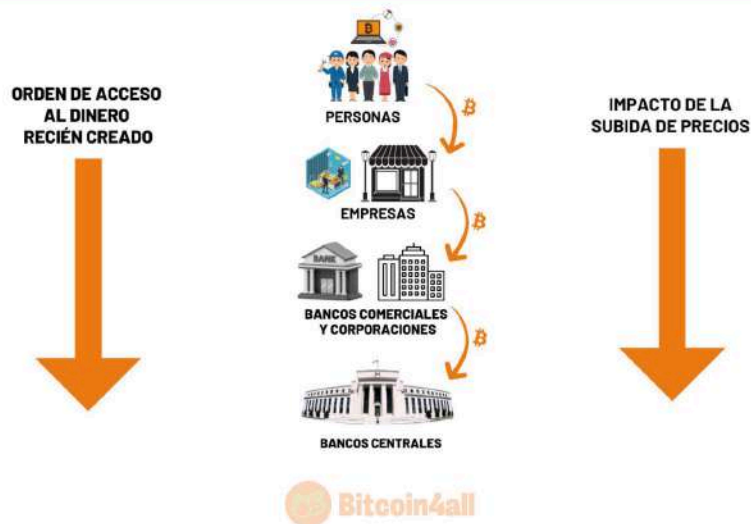 ORDEN DE ACCESO
AL DINERO
RECIÉN CREADO
PERSONAS
IMPACTO DE LA
SUBIDA DE PRECIOS
EMPRESAS
BANK
BANCOS COMERCIALES
Y CORPORACIONES
BANCOS CENTRALES
Bitcoin4all